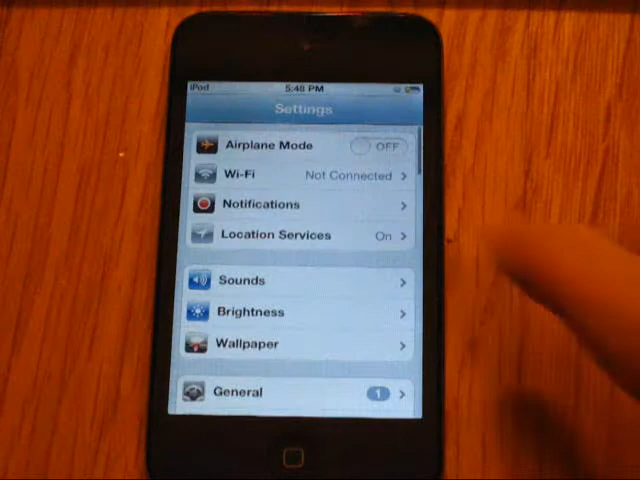 iPod 5:48 PM
Settings
Airplane Mode OFF
Wi-Fi Not Connected
Notifications
Location Services On
Sounds
Brightness
Wallpaper
General 1